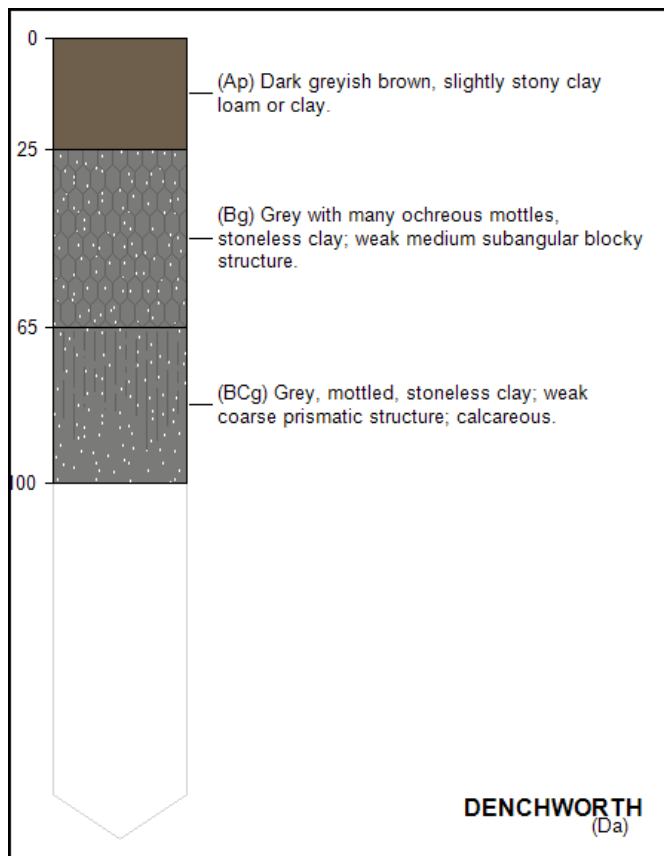 0
(Ap) Dark greyish brown, slightly stony clay
loam or clay.
25
(Bg) Grey with many ochreous mottles,
stoneless clay; weak medium subangular blocky
structure.
65
(BCg) Grey, mottled, stoneless clay; weak
coarse prismatic structure; calcareous.
100
DENCHWORTH
(Da)